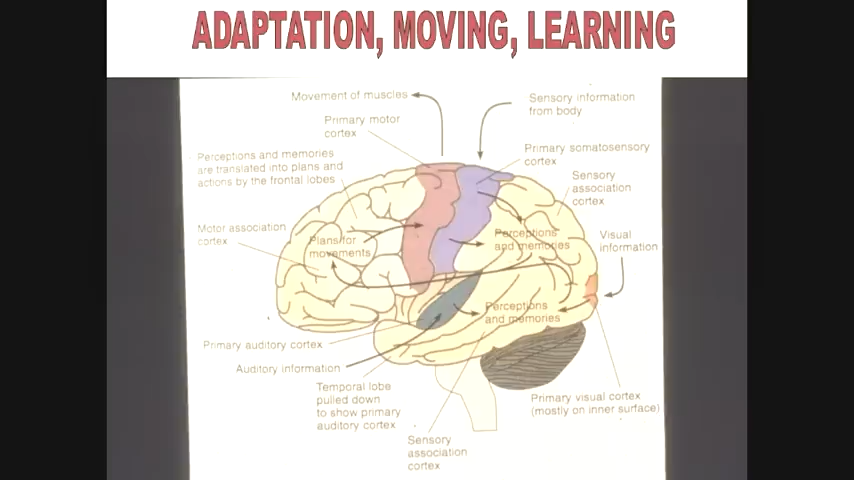 ADAPTATION, MOVING, LEARNING
Movement of muscles
Sensory information
from body
Primary motor
cortex
Primary somatosensory
cortex
Perceptions and memories
are translated into plans and
actions by the frontal lobes
Sensory
association
cortex
Motor association
cortex
Plans for
movements
Perceptions
and memories
Visual
information
Perceptions
and memories
Primary auditory cortex
Auditory information
Temporal lobe
pulled down
to show primary
auditory cortex
Primary visual cortex
(mostly on inner surface)
Sensory
association
cortex